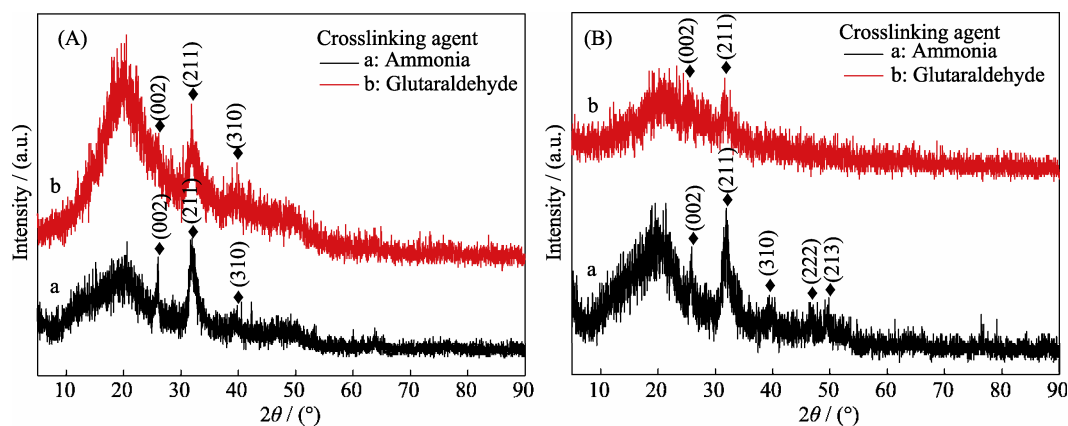 (A)
Crosslinking agent
a: Ammonia
b: Glutaraldehyde
(002)
(211)
(310)
b
(002)
(211)
(310)
a
Intensity / (a.u.)
10 20 30 40 50 60 70 80 90
2θ / (°)
(B)
Crosslinking agent
a: Ammonia
b: Glutaraldehyde
(002)
(211)
b
(002)
(211)
(310)
(222)
(213)
a
Intensity / (a.u.)
10 20 30 40 50 60 70 80 90
2θ / (°)